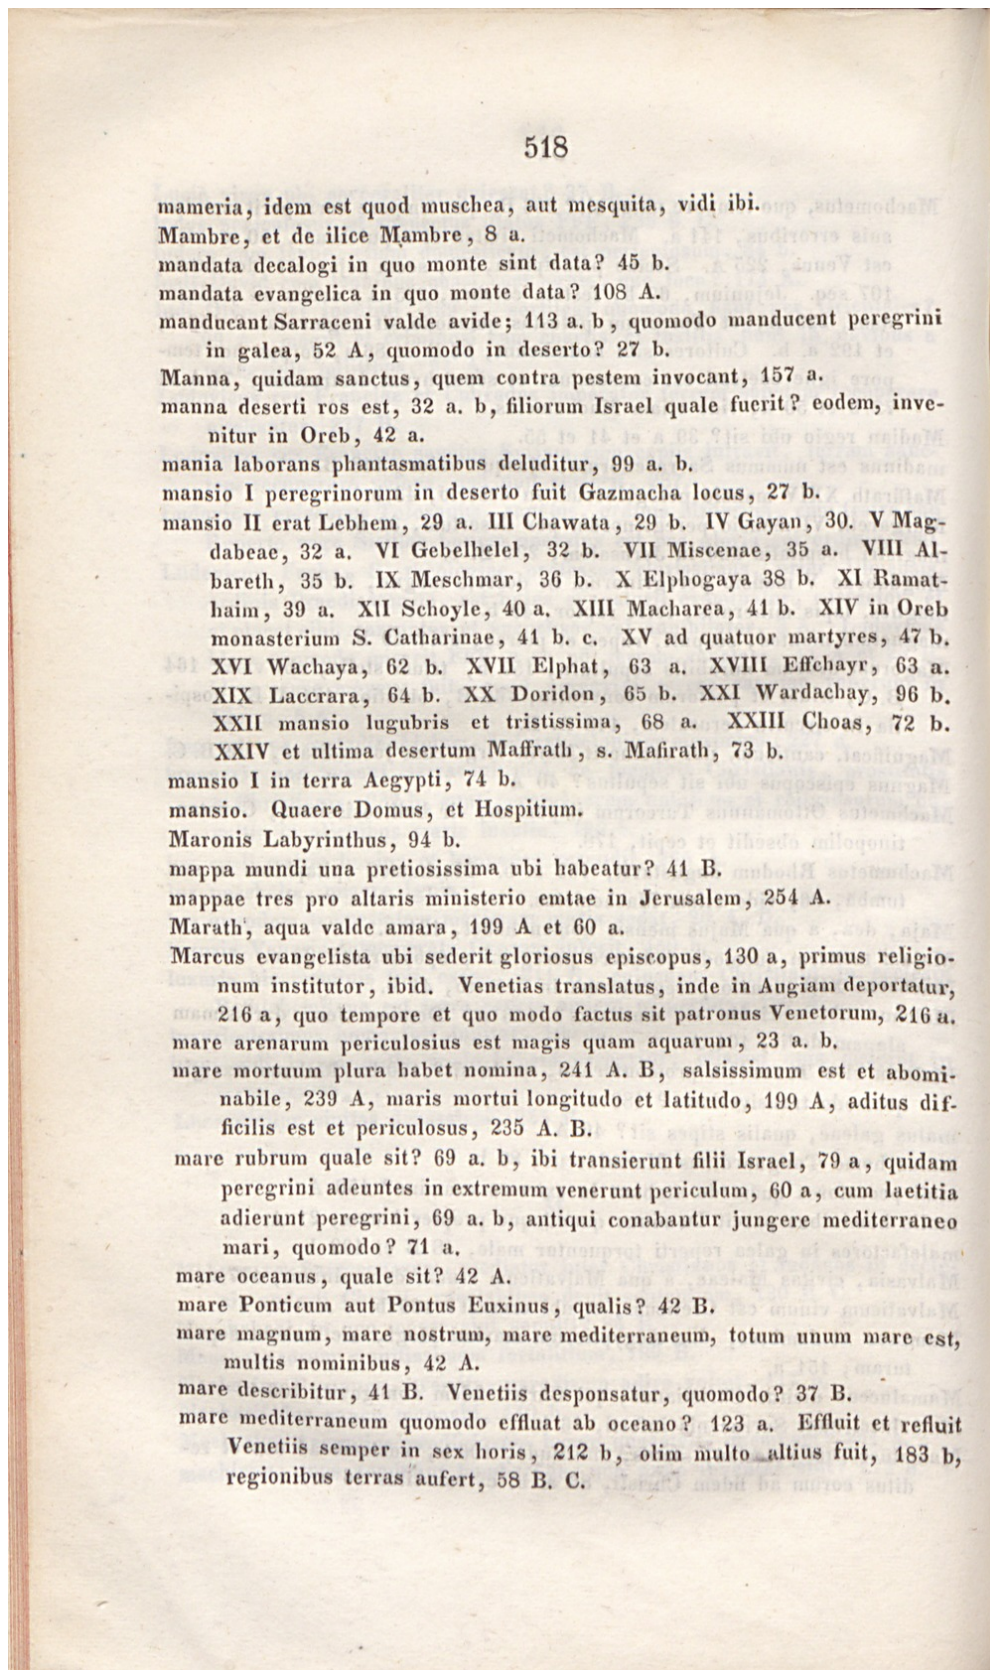 518
mameria, idem est quod muschea, aut mesquita, vidi ibi.
Mambre, et de ilice Mambre, 8 a.
mandata decalogi in quo monte sint data? 45 b.
mandata evangelica in quo monte data? 108 A.
manducant Sarraceni valde avide; 113 a. b, quomodo manducent peregrini
in galea, 52 A, quomodo in deserto? 27 b.
Manna, quidam sanctus, quem contra pestem invocant, 157 a.
manna deserti ros est, 32 a. b, filiorum Israel quale fuerit? eodem, inve-
nitur in Oreb, 42 a.
mania laborans phantasmatibus deluditur, 99 a. b.
mansio I peregrinorum in deserto fuit Gazmacha locus, 27 b.
mansio II erat Lebhem, 29 a. III Chawata, 29 b. IV Gayan, 30. V Mag-
dabeae, 32 a. VI Gebelhelel, 32 b. VII Miscenae, 35 a. VIII Al-
bareth, 35 b. IX Meschmar, 36 b. X Elphogaya 38 b. XI Ramat-
haim, 39 a. XII Schoyle, 40 a. XIII Macharea, 41 b. XIV in Oreb
monasterium S. Catharinae, 41 b. c. XV ad quatuor martyres, 47 b.
XVI Wachaya, 62 b. XVII Elphat, 63 a. XVIII Effchayr, 63 a.
XIX Laccrara, 64 b. XX Doridon, 65 b. XXI Wardachay, 96 b.
XXII mansio lugubris et tristissima, 68 a. XXIII Choas, 72 b.
XXIV et ultima desertum Maffrath, s. Mafirath, 73 b.
mansio I in terra Aegypti, 74 b.
mansio. Quaere Domus, et Hospitium.
Maronis Labyrinthus, 94 b.
mappa mundi una pretiosissima ubi habeatur? 41 B.
mappae tres pro altaris ministerio emtae in Jerusalem, 254 A.
Marath, aqua valde amara, 199 A et 60 a.
Marcus evangelista ubi sederit gloriosus episcopus, 130 a, primus religio-
num institutor, ibid. Venetias translatus, inde in Augiam deportatur,
216 a, quo tempore et quo modo factus sit patronus Venetorum, 216 a.
mare arenarum periculosius est magis quam aquarum, 23 a. b.
mare mortuum plura habet nomina, 241 A. B, salsissimum est et abomi-
nabile, 239 A, maris mortui longitudo et latitudo, 199 A, aditus dif-
ficilis est et periculosus, 235 A. B.
mare rubrum quale sit? 69 a. b, ibi transierunt filii Israel, 79 a, quidam
peregrini adeuntes in extremum venerunt periculum, 60 a, cum laetitia
adierunt peregrini, 69 a. b, antiqui conabantur jungere mediterraneo
mari, quomodo? 71 a.
mare oceanus, quale sit? 42 A.
mare Ponticum aut Pontus Euxinus, qualis? 42 B.
mare magnum, mare nostrum, mare mediterraneum, totum unum mare est,
multis nominibus, 42 A.
mare describitur, 41 B. Venetiis desponsatur, quomodo? 37 B.
mare mediterraneum quomodo effluat ab oceano? 123 a. Effluit et refluit
Venetiis semper in sex horis, 212 b, olim multo altius fuit, 183 b,
regionibus terras aufert, 58 B. C.